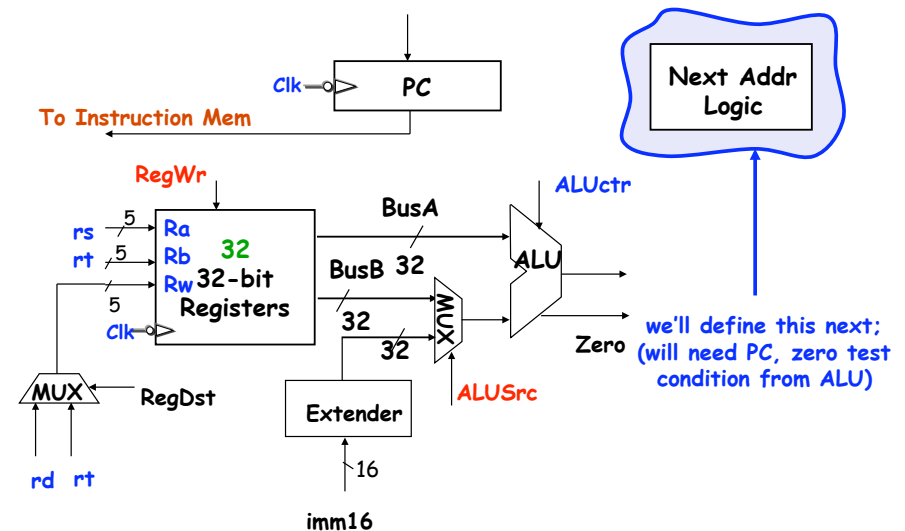 Clk
PC
Next Addr
Logic
To Instruction Mem
RegWr
ALUctr
rs
5
Ra
rt
5
Rb
Rw
5
32
32-bit
Registers
Clk
BusA
32
BusB
32
32
MUX
ALU
Zero
we'll define this next;
(will need PC, zero test
condition from ALU)
MUX
RegDst
Extender
ALUSrc
rd
rt
16
imm16